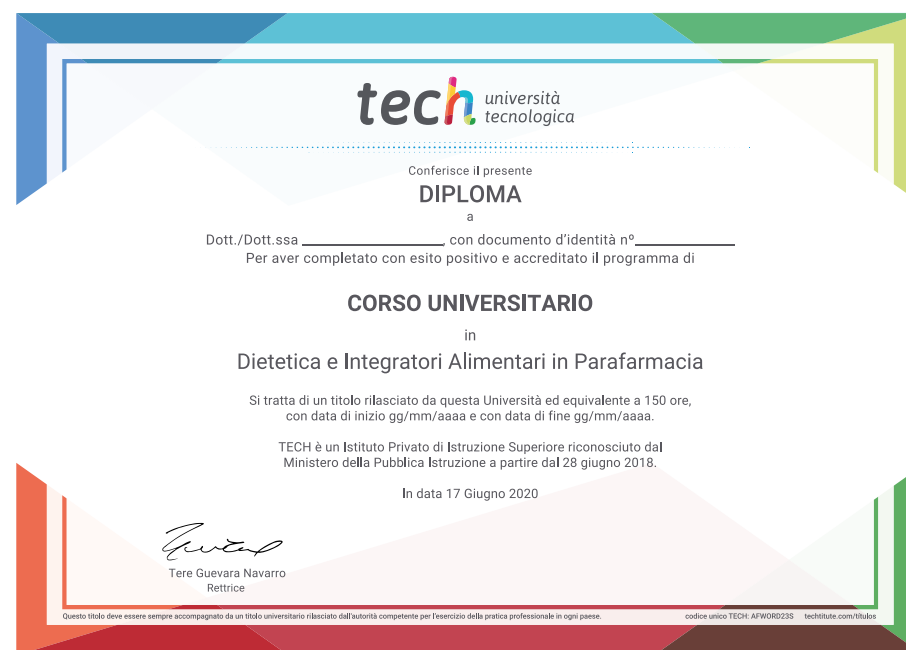 tech università
tecnologica
Conferisce il presente
DIPLOMA
a
Dott./Dott.ssa ____________, con documento d'identità nº____________
Per aver completato con esito positivo e accreditato il programma di
CORSO UNIVERSITARIO
in
Dietetica e Integratori Alimentari in Parafarmacia
Si tratta di un titolo rilasciato da questa Università ed equivalente a 150 ore,
con data di inizio gg/mm/aaaa e con data di fine gg/mm/aaaa.
TECH è un Istituto Privato di Istruzione Superiore riconosciuto dal
Ministero della Pubblica Istruzione a partire dal 28 giugno 2018.
In data 17 Giugno 2020
Tere Guevara Navarro
Rettrice
Questo titolo deve essere sempre accompagnato da un titolo universitario rilasciato dall'autorità competente per l'esercizio della pratica professionale in ogni paese. codice unico TECH: AFWORD23S techtitute.com/títulos